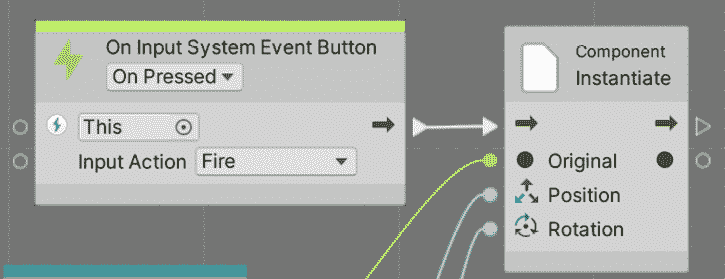 On Input System Event Button
On Pressed
This
Input Action Fire
Component
Instantiate
Original
Position
Rotation